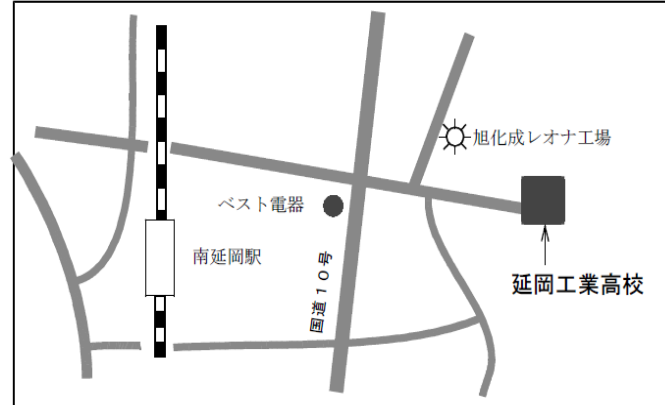 旭化成レオナ工場
ベスト電器
南延岡駅
国道10号
延岡工業高校